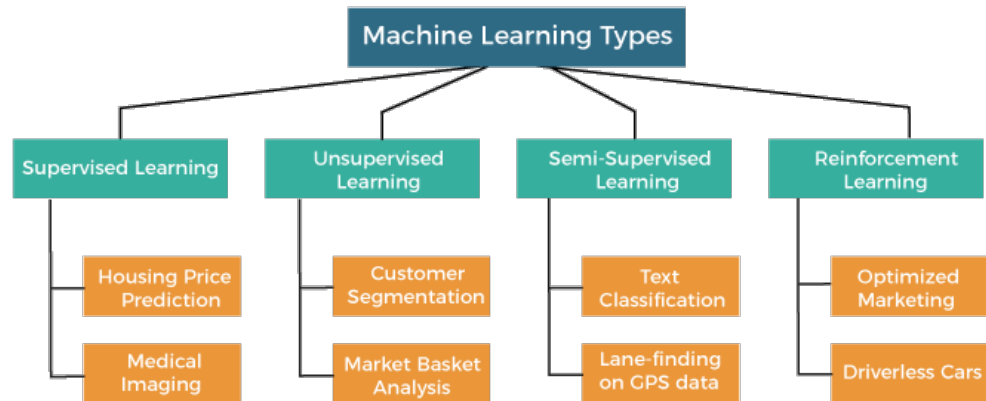 Machine Learning Types
Supervised Learning
Unsupervised
Learning
Semi-Supervised
Learning
Reinforcement
Learning
Housing Price
Prediction
Customer
Segmentation
Text
Classification
Optimized
Marketing
Medical
Imaging
Market Basket
Analysis
Lane-finding
on GPS data
Driverless Cars